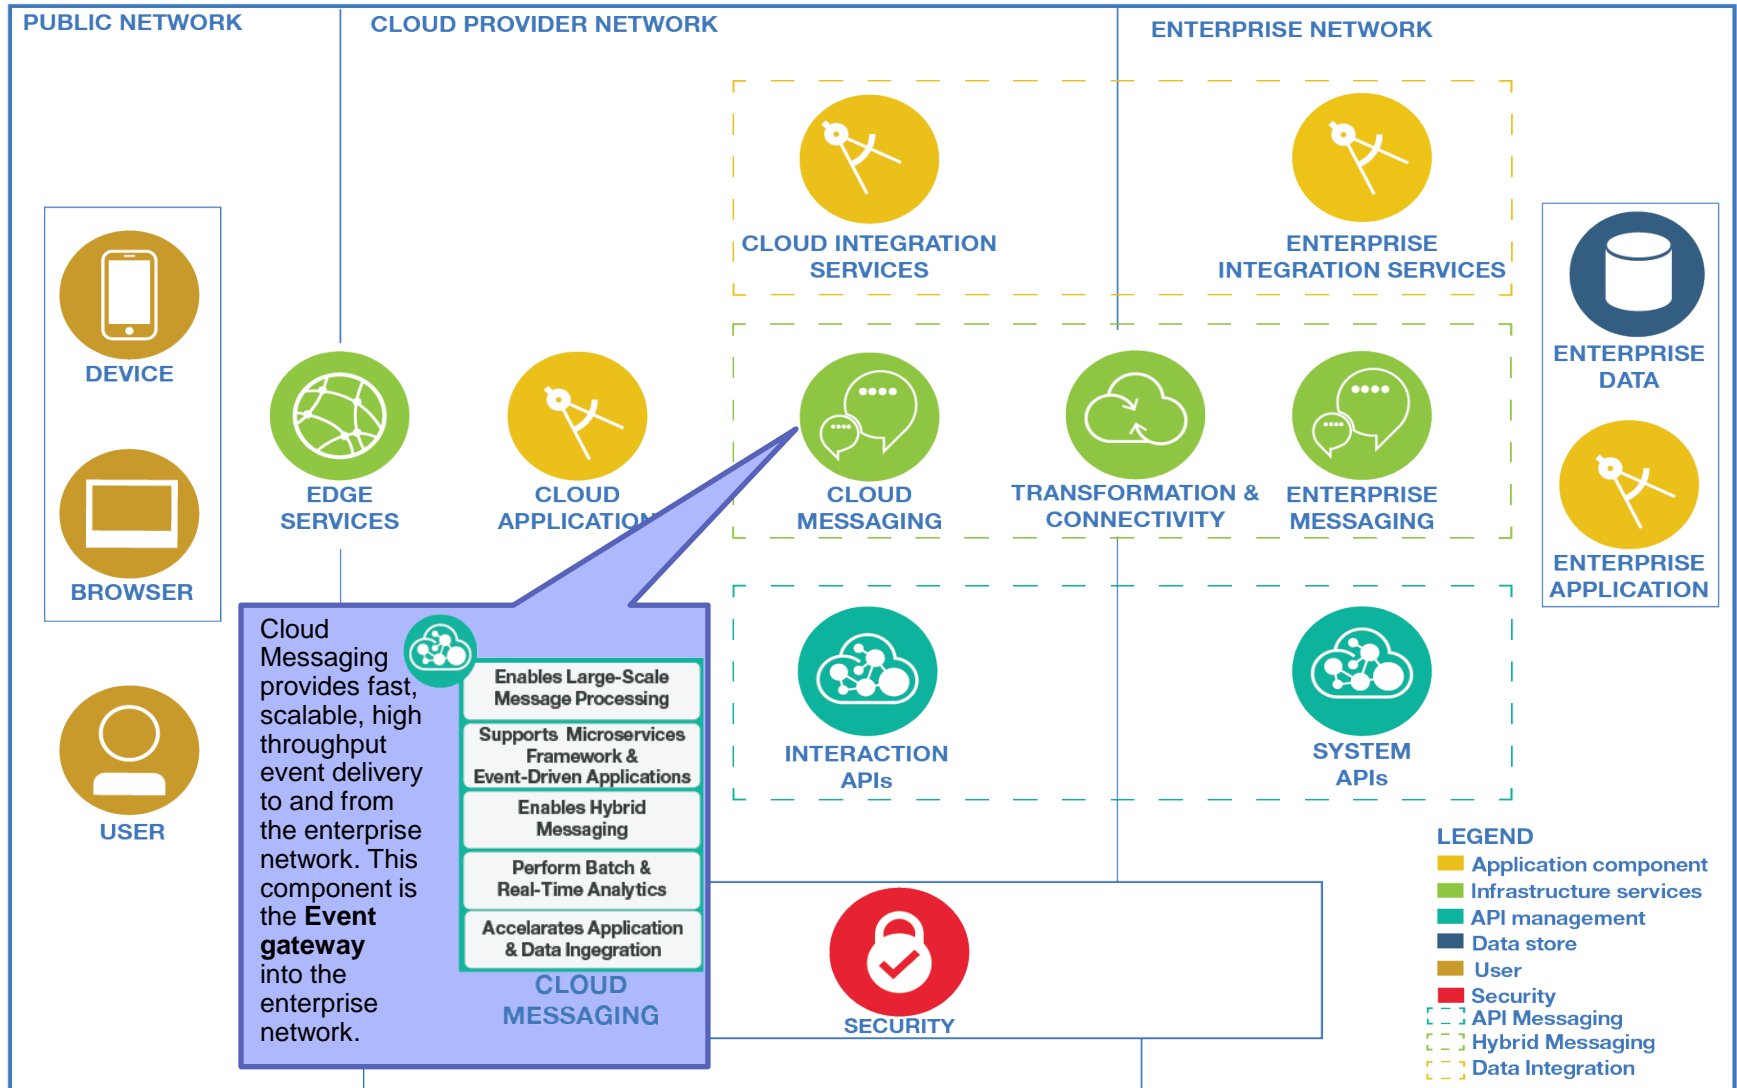 PUBLIC NETWORK
CLOUD PROVIDER NETWORK
ENTERPRISE NETWORK
CLOUD INTEGRATION
SERVICES
ENTERPRISE
INTEGRATION SERVICES
DEVICE
BROWSER
USER
EDGE
SERVICES
CLOUD
APPLICATION
CLOUD
MESSAGING
TRANSFORMATION &
CONNECTIVITY
ENTERPRISE
MESSAGING
ENTERPRISE
DATA
ENTERPRISE
APPLICATION
INTERACTION
APIs
SYSTEM
APIs
Cloud
Messaging
provides fast,
scalable, high
throughput
event delivery
to and from
the enterprise
network. This
component is
the Event
gateway
into the
enterprise
network.
Enables Large-Scale
Message Processing
Supports Microservices
Framework &
Event-Driven Applications
Enables Hybrid
Messaging
Perform Batch &
Real-Time Analytics
Accelarates Application
& Data Ingegration
CLOUD
MESSAGING
SECURITY
LEGEND
Application component
Infrastructure services
API management
Data store
User
Security
API Messaging
Hybrid Messaging
Data Integration